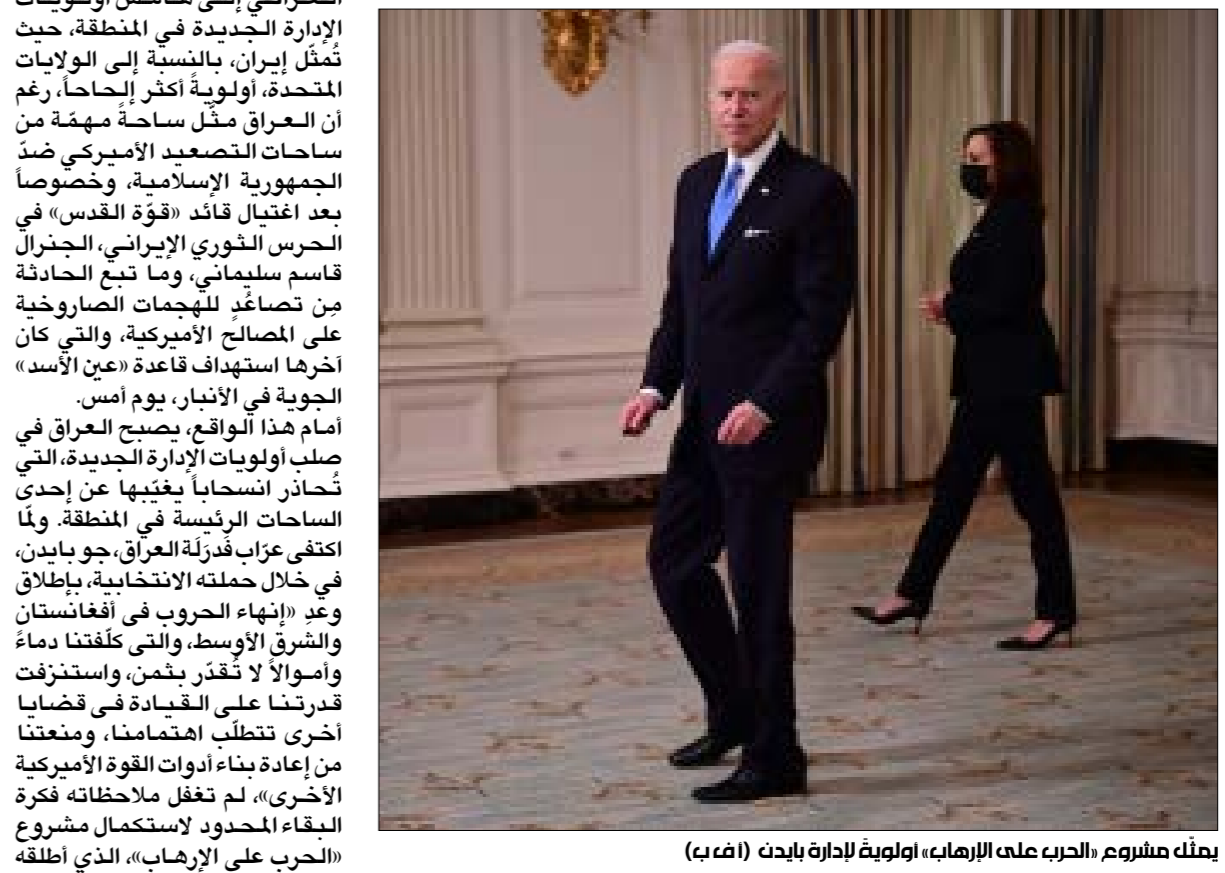 الإدارة الجديدة في المنطقة، حيث
تُمثّل إيران، بالنسبة إلى الولايات
المتحدة، أولويةً أكثر إلحاحاً، رغم
أن العراق مثّل ساحةً مهمّة من
ساحات التصعيد الأميركي ضدّ
الجمهورية الإسلامية، وخصوصاً
بعد اغتيال قائد «قوّة القدس» في
الحرس الثوري الإيراني، الجنرال
قاسم سليماني، وما تبع الحادثة
مِن تصاعُدٍ للهجمات الصاروخية
على المصالح الأميركية، والتي كان
آخرها استهداف قاعدة «عين الأسد»
الجوية في الأنبار، يوم أمس.
أمام هذا الواقع، يصبح العراق في
صلب أولويات الإدارة الجديدة، التي
تُحاذر انسحاباً يغيّبها عن إحدى
الساحات الرئيسة في المنطقة. ولمّا
اكتفى عرّاب فَدرَلَة العراق، جو بايدن،
في خلال حملته الانتخابية، بإطلاق
وعدِ «إنهاء الحروب في أفغانستان
والشرق الأوسط، والتي كلّفتنا دماءً
وأموالاً لا تُقدّر بثمن، واستنزفت
قدرتنا على القيادة في قضايا
أخرى تتطلّب اهتمامنا، ومنعتنا
من إعادة بناء أدوات القوة الأميركية
الأخرى»، لم تغفل ملاحظاته فكرة
البقاء المحدود لاستكمال مشروع
«الحرب على الإرهاب»، الذي أطلقه
يمثّل مشروع «الحرب على الإرهاب» أولويةً لإدارة بايدن (أ ف ب)